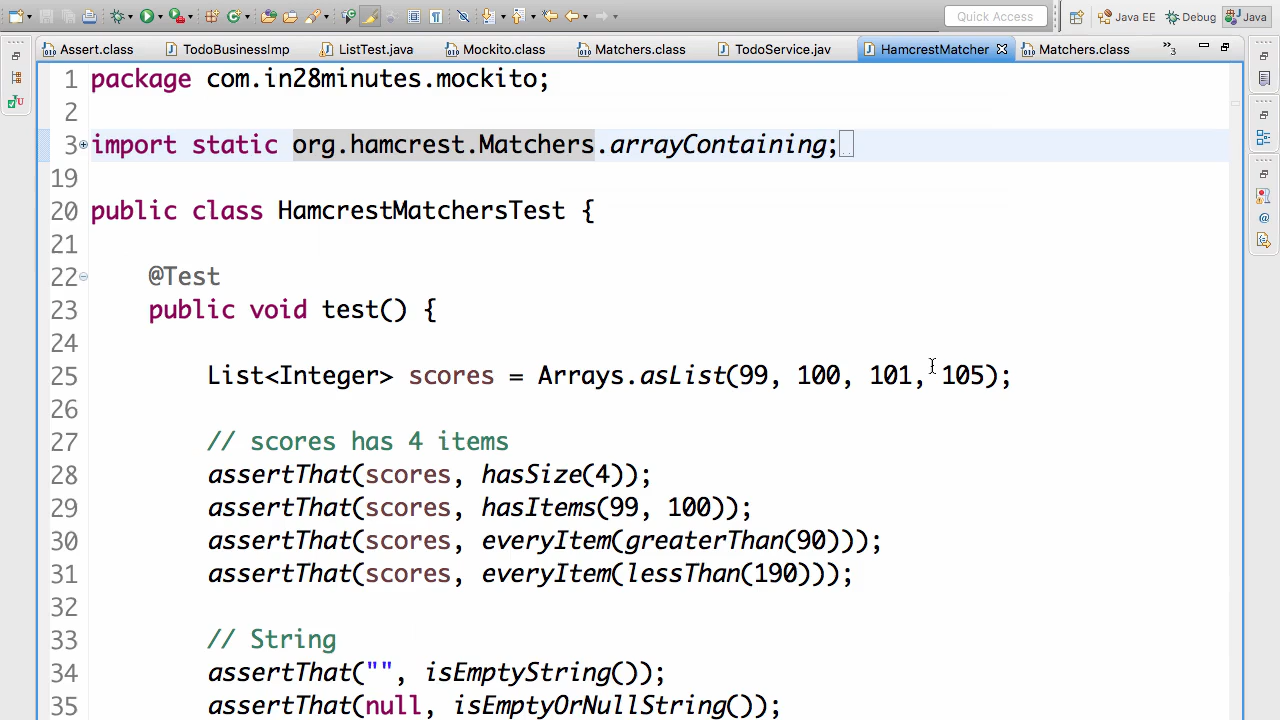 Quick Access
Java EE
Debug
Java
Assert.class
TodoBusinessImp
ListTest.java
Mockito.class
Matchers.class
TodoService.jav
HamcrestMatcher
Matchers.class
»3
1 package com.in28minutes.mockito;
2
3 import static org.hamcrest.Matchers.arrayContaining;
19
20 public class HamcrestMatchersTest {
21
22 @Test
23 public void test() {
24
25 List<Integer> scores = Arrays.asList(99, 100, 101, 105);
26
27 // scores has 4 items
28 assertThat(scores, hasSize(4));
29 assertThat(scores, hasItems(99, 100));
30 assertThat(scores, everyItem(greaterThan(90)));
31 assertThat(scores, everyItem(lessThan(190)));
32
33 // String
34 assertThat("", isEmptyString());
35 assertThat(null, isEmptyOrNullString());